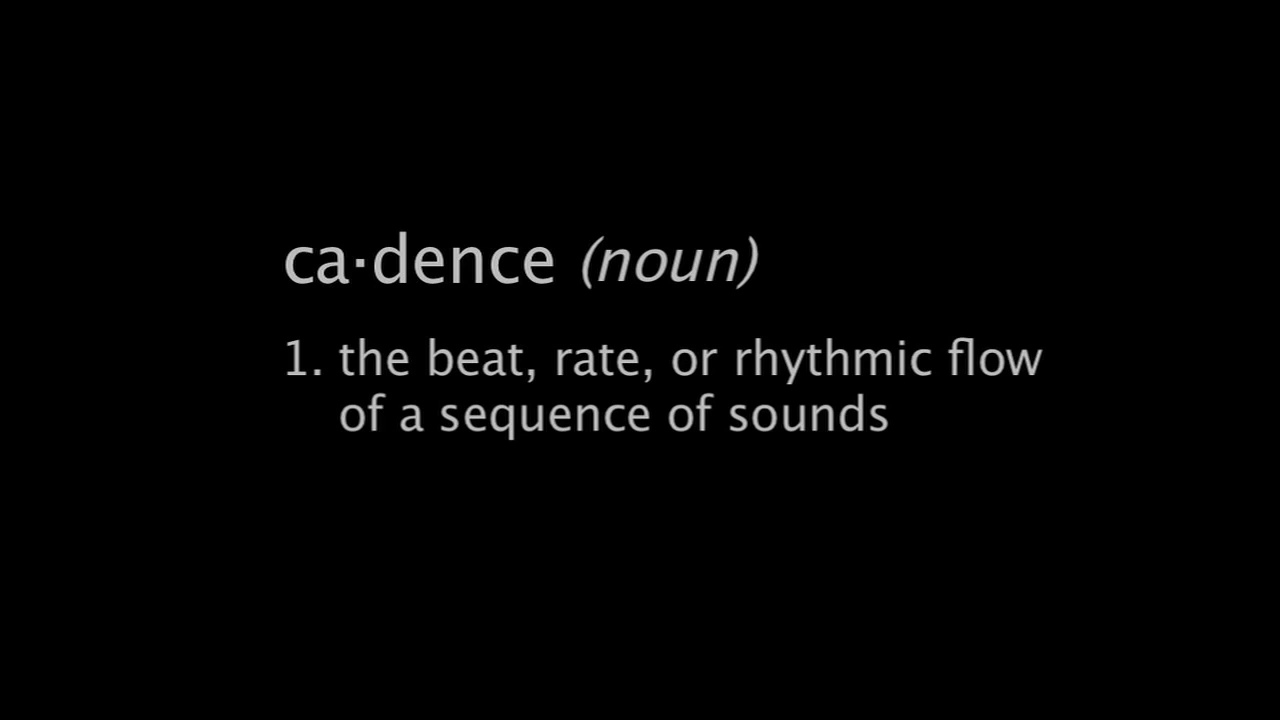 ca·dence (noun)
1. the beat, rate, or rhythmic flow
of a sequence of sounds